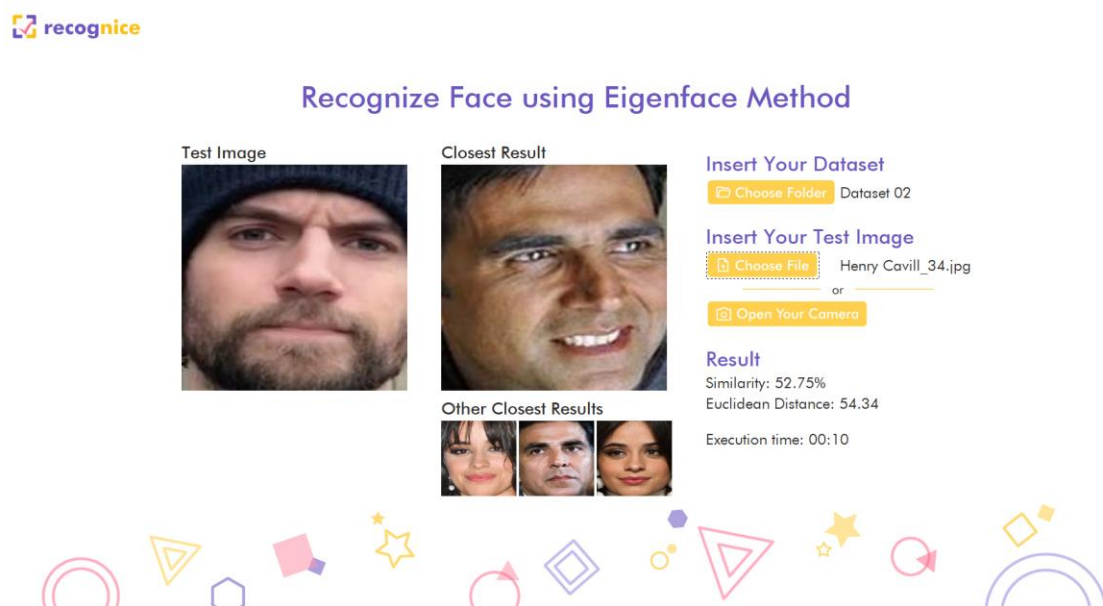 recognice
Recognize Face using Eigenface Method
Test Image
Closest Result
Other Closest Results
Insert Your Dataset
Choose Folder Dataset 02
Insert Your Test Image
Choose File Henry Cavill_34.jpg
or
Open Your Camera
Result
Similarity: 52.75%
Euclidean Distance: 54.34
Execution time: 00:10